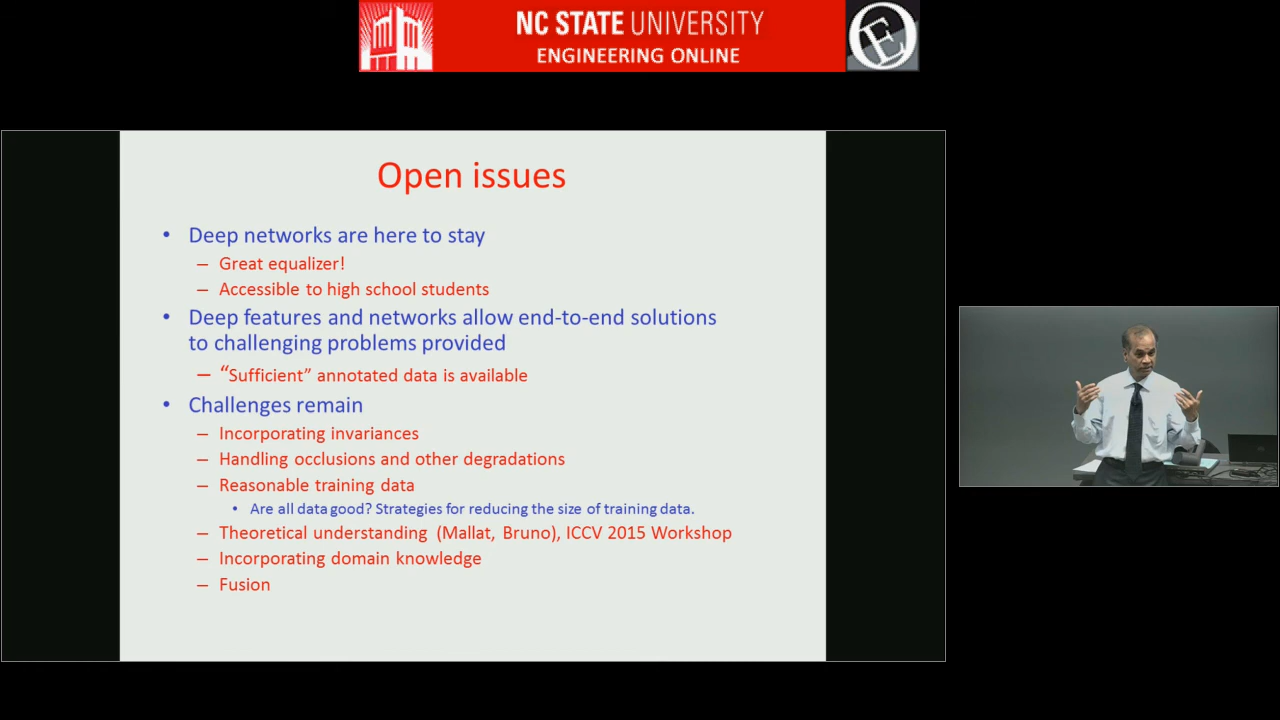 NC STATE UNIVERSITY
ENGINEERING ONLINE
Open issues
• Deep networks are here to stay
– Great equalizer!
– Accessible to high school students
• Deep features and networks allow end-to-end solutions
to challenging problems provided
– “Sufficient” annotated data is available
• Challenges remain
– Incorporating invariances
– Handling occlusions and other degradations
– Reasonable training data
• Are all data good? Strategies for reducing the size of training data.
– Theoretical understanding (Mallat, Bruno), ICCV 2015 Workshop
– Incorporating domain knowledge
– Fusion